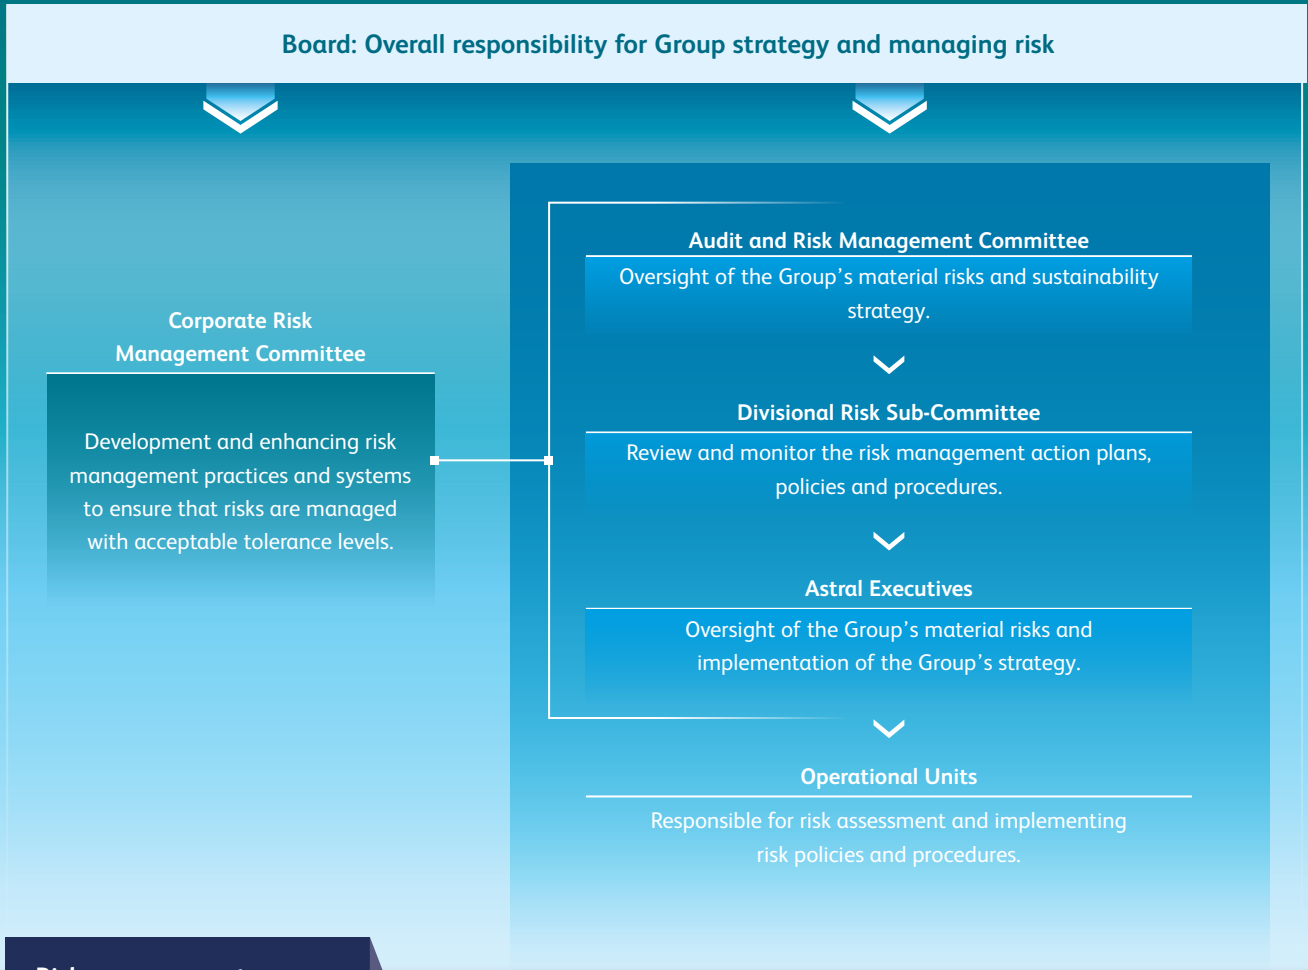 Board: Overall responsibility for Group strategy and managing risk
Corporate Risk
Management Committee
Development and enhancing risk
management practices and systems
to ensure that risks are managed
with acceptable tolerance levels.
Audit and Risk Management Committee
Oversight of the Group’s material risks and sustainability
strategy.
Divisional Risk Sub-Committee
Review and monitor the risk management action plans,
policies and procedures.
Astral Executives
Oversight of the Group’s material risks and
implementation of the Group’s strategy.
Operational Units
Responsible for risk assessment and implementing
risk policies and procedures.